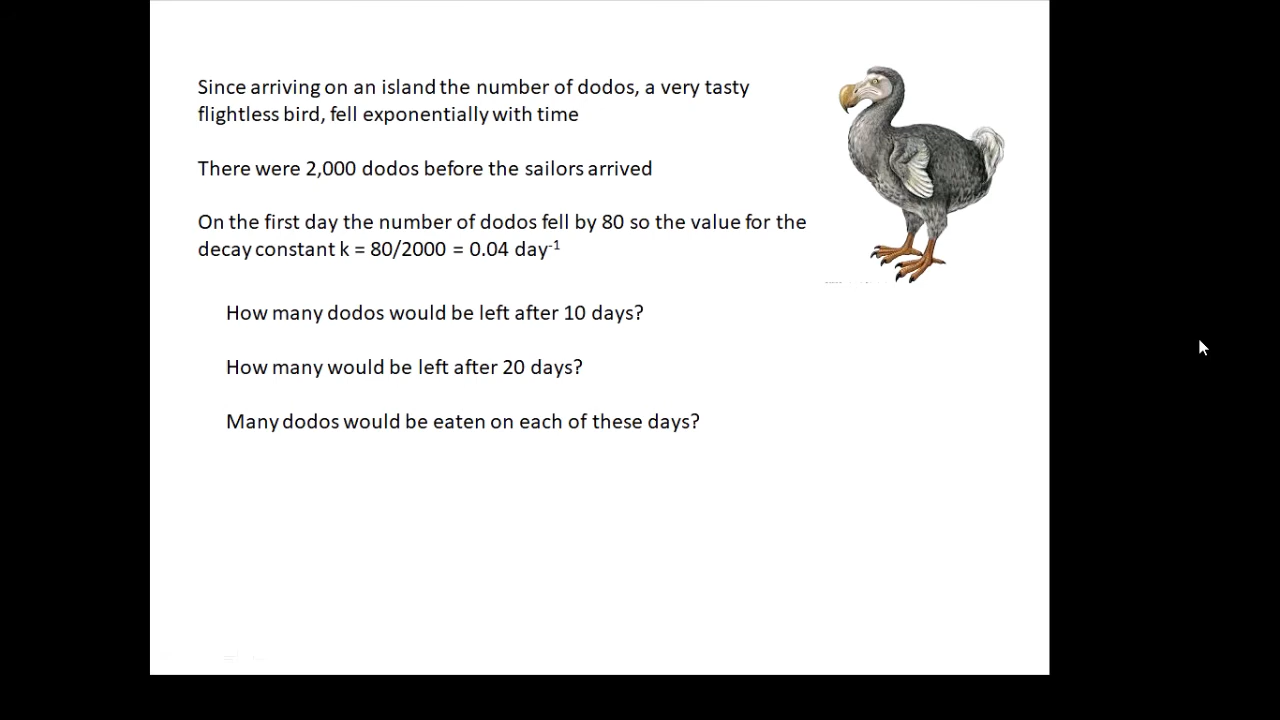 Since arriving on an island the number of dodos, a very tasty
flightless bird, fell exponentially with time
There were 2,000 dodos before the sailors arrived
On the first day the number of dodos fell by 80 so the value for the
decay constant k = 80/2000 = 0.04 day⁻¹
How many dodos would be left after 10 days?
How many would be left after 20 days?
Many dodos would be eaten on each of these days?